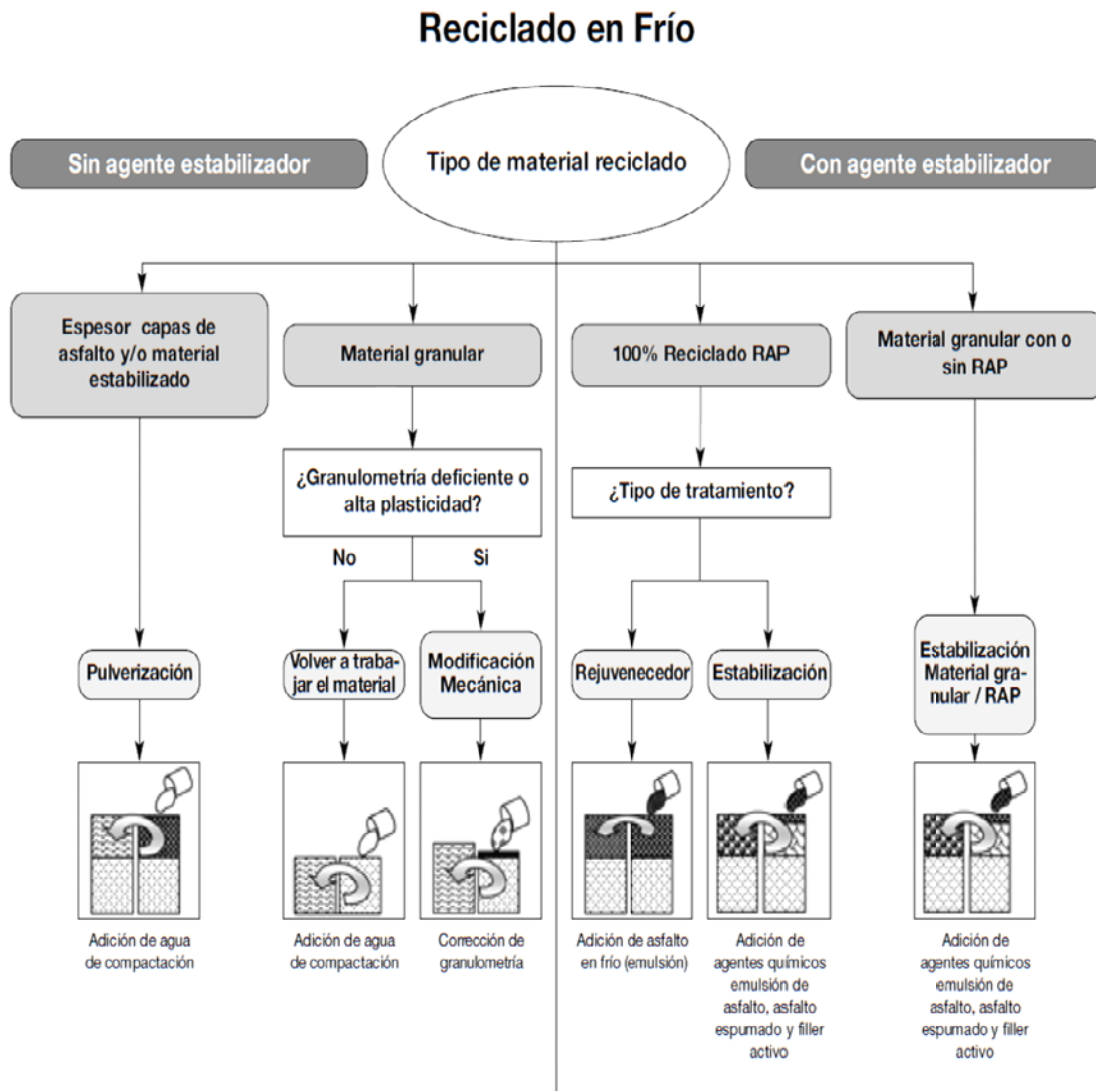 Reciclado en Frío
Sin agente estabilizador
Tipo de material reciclado
Con agente estabilizador
Espesor capas de
asfalto y/o material
estabilizado
Material granular
100% Reciclado RAP
Material granular con o
sin RAP
¿Granulometría deficiente o
alta plasticidad?
¿Tipo de tratamiento?
No
Si
Pulverización
Volver a traba-
jar el material
Modificación
Mecánica
Rejuvenecedor
Estabilización
Estabilización
Material gra-
nular / RAP
Adición de agua
de compactación
Adición de agua
de compactación
Corrección de
granulometría
Adición de asfalto
en frío (emulsión)
Adición de
agentes químicos
emulsión de
asfalto, asfalto
espumado y filler
activo
Adición de
agentes químicos
emulsión de
asfalto, asfalto
espumado y filler
activo